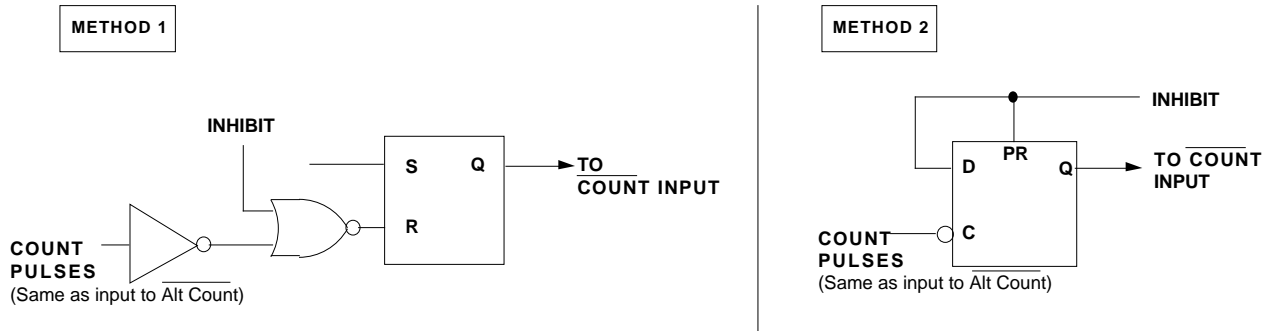 METHOD 1
INHIBIT
S
Q
TO
COUNT INPUT
R
COUNT
PULSES
(Same as input to Alt Count)
METHOD 2
INHIBIT
PR
D
Q
TO COUNT
INPUT
C
COUNT
PULSES
(Same as input to Alt Count)